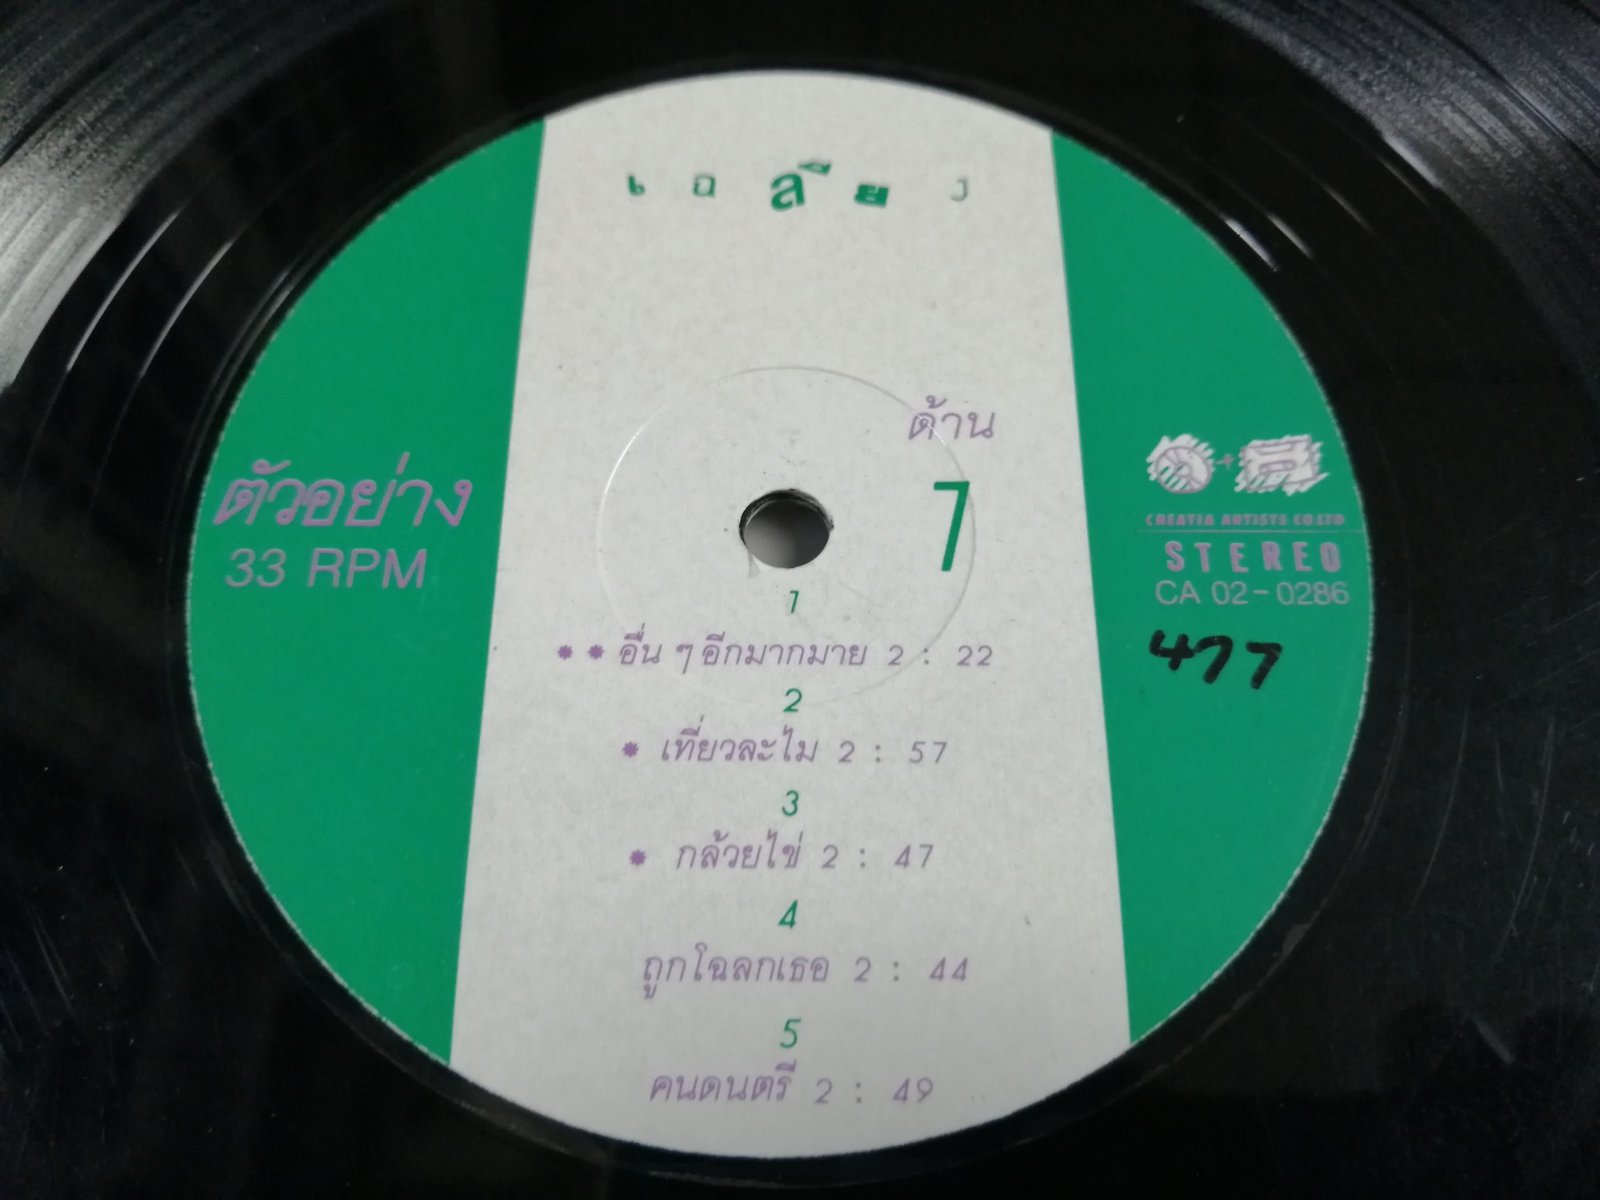 เฉลียง
ด้าน
1
ตัวอย่าง
33 RPM
CREATIA ARTISTS CO.LTD
STEREO
CA 02-0286
477
1
** อื่น ๆ อีกมากมาย 2 : 22
2
* เที่ยวละไม 2 : 57
3
* กล้วยไข่ 2 : 47
4
ถูกโฉลกเธอ 2 : 44
5
คนดนตรี 2 : 49